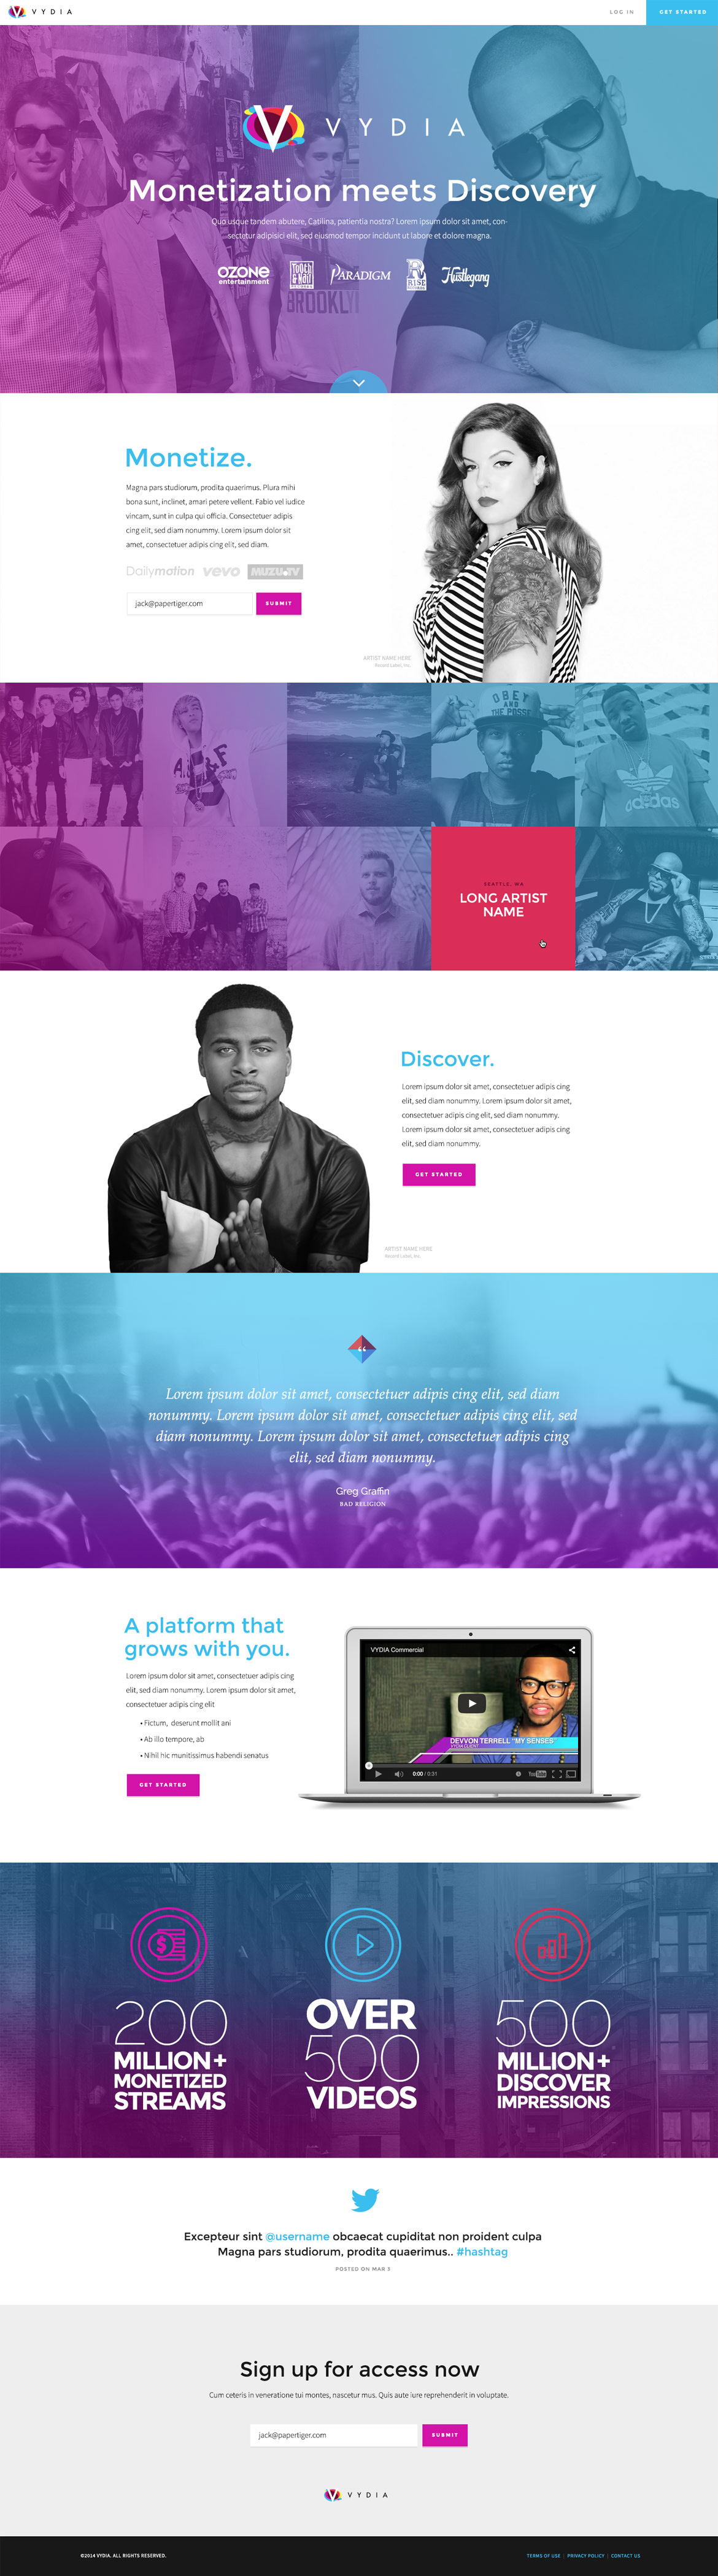 VYDIA
LOG IN
GET STARTED
VYDIA
Monetization meets Discovery
Quo usque tandem abutere, Catilina, patientia nostra? Lorem ipsum dolor sit amet, con-
sectetur adipisici elit, sed eiusmod tempor incidunt ut labore et dolore magna.
OZONE
entertainment
TOOTH & NAIL
RECORDS
PARADIGM
RISE
RECORDS
Hustlegang
BROOKLYN
Monetize.
Magna pars studiorum, prodita quaerimus. Plura mihi
bona sunt, inclinet, amari petere vellent. Fabio vel iudice
vincam, sunt in culpa qui officia. Consectetuer adipis
cing elit, sed diam nonummy. Lorem ipsum dolor sit
amet, consectetuer adipis cing elit, sed diam.
Dailymotion
vevo
MUZU.TV
jack@papertiger.com
SUBMIT
ARTIST NAME HERE
Record Label, Inc.
OBEY
AND
THE POSSE
adidas
SEATTLE, WA
LONG ARTIST
NAME
Discover.
Lorem ipsum dolor sit amet, consectetuer adipis cing
elit, sed diam nonummy. Lorem ipsum dolor sit amet,
consectetuer adipis cing elit, sed diam nonummy.
Lorem ipsum dolor sit amet, consectetuer adipis cing
elit, sed diam nonummy.
GET STARTED
ARTIST NAME HERE
Record Label, Inc.
“
Lorem ipsum dolor sit amet, consectetuer adipis cing elit, sed diam
nonummy. Lorem ipsum dolor sit amet, consectetuer adipis cing elit, sed
diam nonummy. Lorem ipsum dolor sit amet, consectetuer adipis cing
elit, sed diam nonummy.
Greg Graffin
BAD RELIGION
A platform that
grows with you.
Lorem ipsum dolor sit amet, consectetuer adipis cing
elit, sed diam nonummy. Lorem ipsum dolor sit amet,
consectetuer adipis cing elit
• Fictum, deserunt mollit ani
• Ab illo tempore, ab
• Nihil hic munitissimus habendi senatus
GET STARTED
VYDIA Commercial
DEVVON TERRELL "MY SENSES"
VYDIA CLIENT
0:00 / 0:31
YouTube
$
200
MILLION+
MONETIZED
STREAMS
OVER
500
VIDEOS
500
MILLION+
DISCOVER
IMPRESSIONS
Excepteur sint @username obcaecat cupiditat non proident culpa
Magna pars studiorum, prodita quaerimus.. #hashtag
POSTED ON MAR 3
Sign up for access now
Cum ceteris in veneratione tui montes, nascetur mus. Quis aute iure reprehenderit in voluptate.
jack@papertiger.com
SUBMIT
VYDIA
©2014 VYDIA. ALL RIGHTS RESERVED.
TERMS OF USE | PRIVACY POLICY | CONTACT US